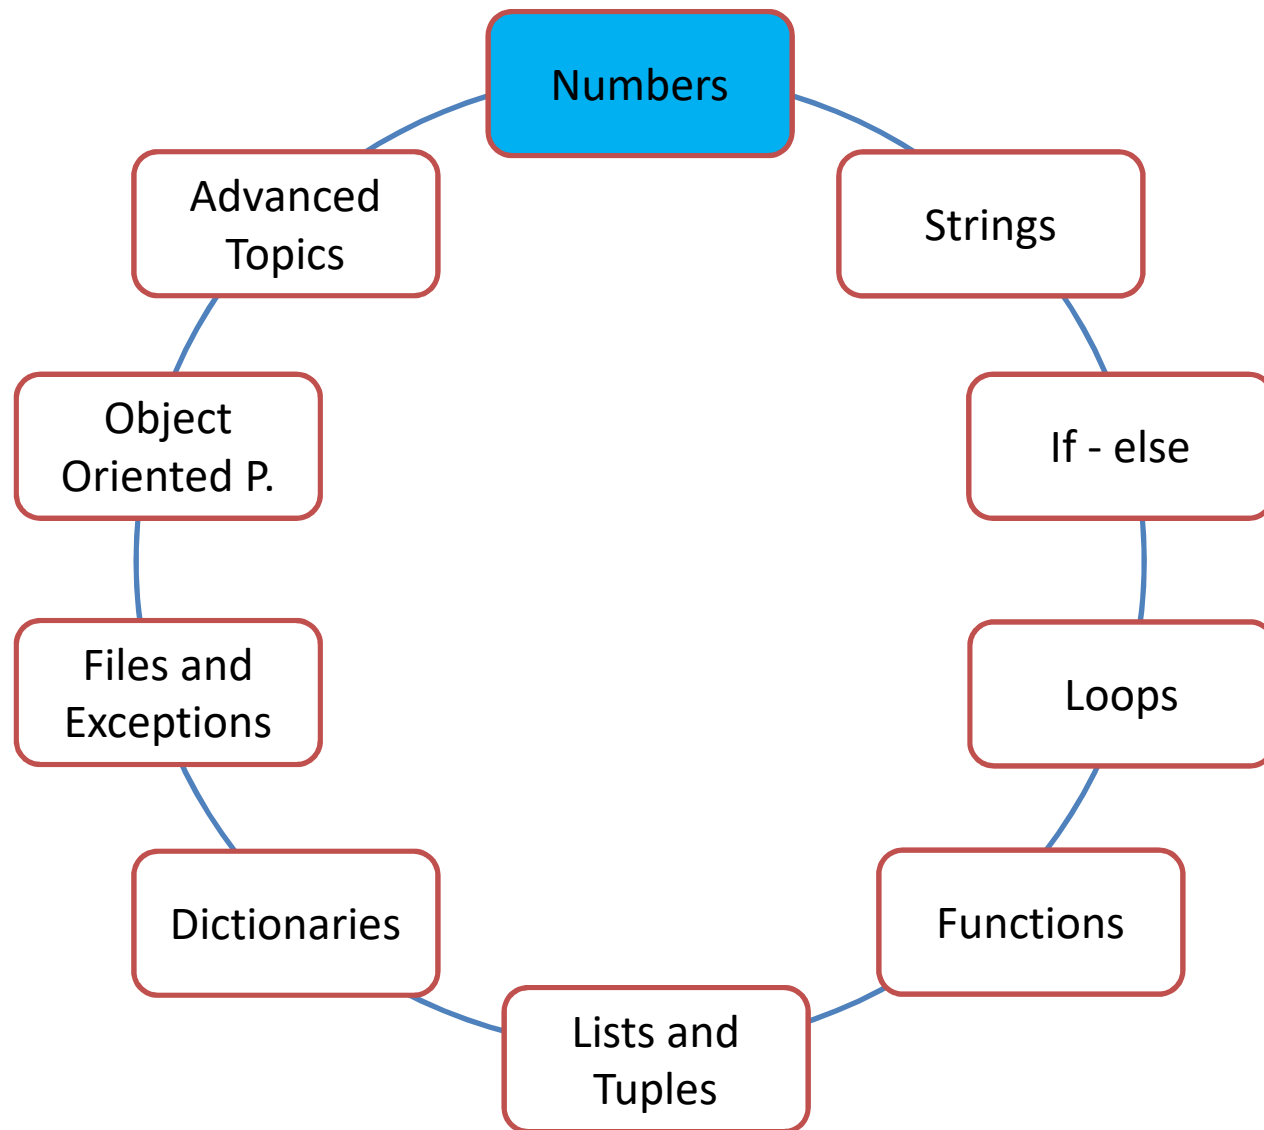 Numbers
Strings
If - else
Loops
Functions
Lists and
Tuples
Dictionaries
Files and
Exceptions
Object
Oriented P.
Advanced
Topics